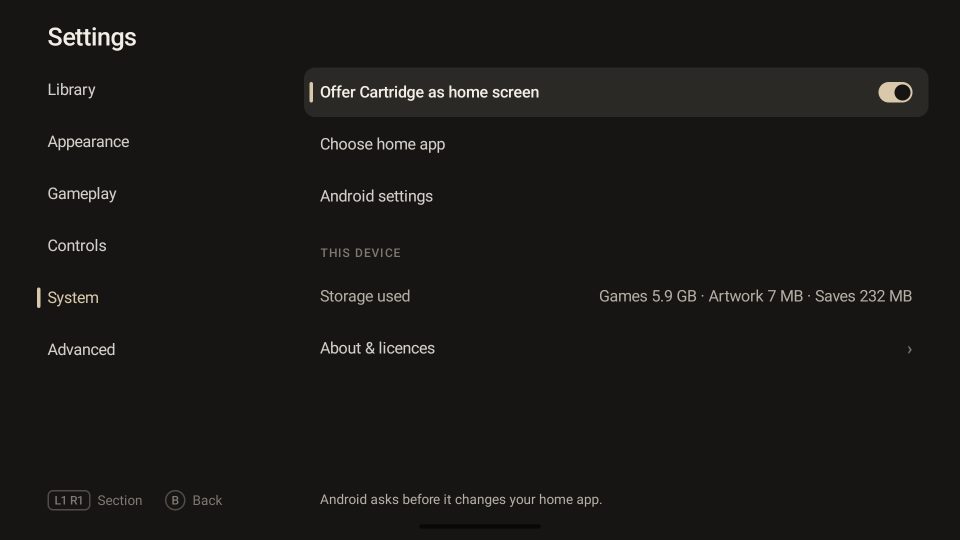 Settings
Library
Appearance
Gameplay
Controls
System
Advanced
Offer Cartridge as home screen
Choose home app
Android settings
THIS DEVICE
Storage used Games 5.9 GB · Artwork 7 MB · Saves 232 MB
About & licences ›
L1 R1 Section B Back
Android asks before it changes your home app.